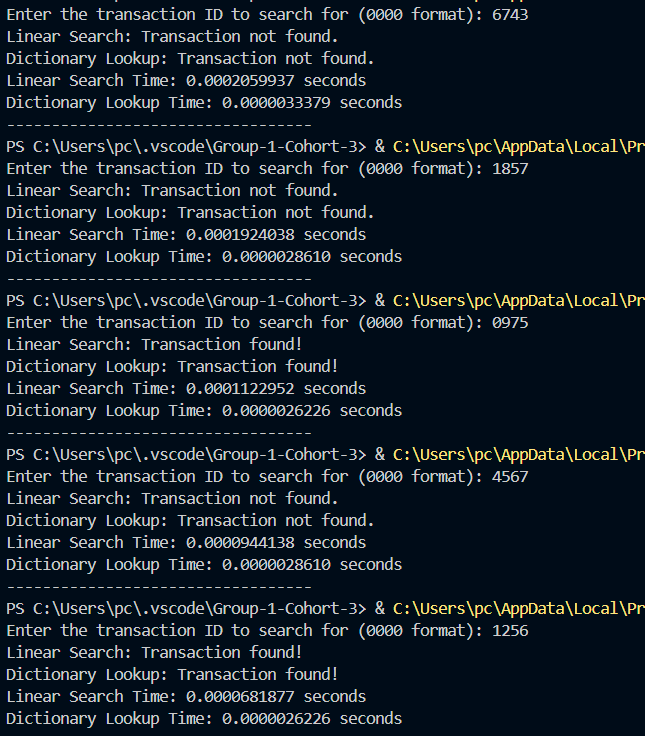 Enter the transaction ID to search for (0000 format): 6743
Linear Search: Transaction not found.
Dictionary Lookup: Transaction not found.
Linear Search Time: 0.0002059937 seconds
Dictionary Lookup Time: 0.0000033379 seconds
----------------------------------
PS C:\Users\pc\.vscode\Group-1-Cohort-3> & C:\Users\pc\AppData\Local\Pr
Enter the transaction ID to search for (0000 format): 1857
Linear Search: Transaction not found.
Dictionary Lookup: Transaction not found.
Linear Search Time: 0.0001924038 seconds
Dictionary Lookup Time: 0.0000028610 seconds
----------------------------------
PS C:\Users\pc\.vscode\Group-1-Cohort-3> & C:\Users\pc\AppData\Local\Pr
Enter the transaction ID to search for (0000 format): 0975
Linear Search: Transaction found!
Dictionary Lookup: Transaction found!
Linear Search Time: 0.0001122952 seconds
Dictionary Lookup Time: 0.0000026226 seconds
----------------------------------
PS C:\Users\pc\.vscode\Group-1-Cohort-3> & C:\Users\pc\AppData\Local\Pr
Enter the transaction ID to search for (0000 format): 4567
Linear Search: Transaction not found.
Dictionary Lookup: Transaction not found.
Linear Search Time: 0.0000944138 seconds
Dictionary Lookup Time: 0.0000028610 seconds
----------------------------------
PS C:\Users\pc\.vscode\Group-1-Cohort-3> & C:\Users\pc\AppData\Local\Pr
Enter the transaction ID to search for (0000 format): 1256
Linear Search: Transaction found!
Dictionary Lookup: Transaction found!
Linear Search Time: 0.0000681877 seconds
Dictionary Lookup Time: 0.0000026226 seconds